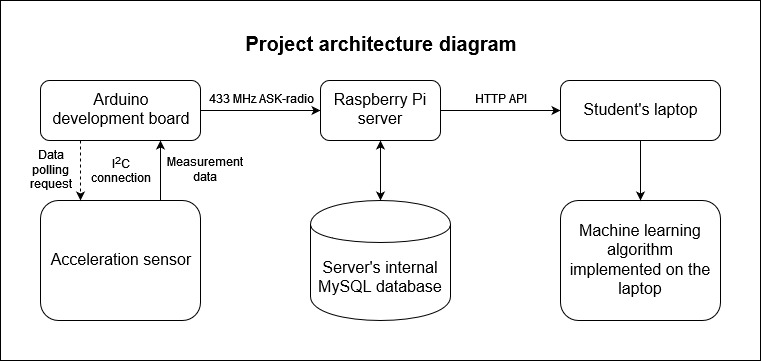 Project architecture diagram
Arduino
development board
433 MHz ASK-radio
Raspberry Pi
server
HTTP API
Student's laptop
Data
polling
request
I²C
connection
Measurement
data
Acceleration sensor
Server's internal
MySQL database
Machine learning
algorithm
implemented on the
laptop